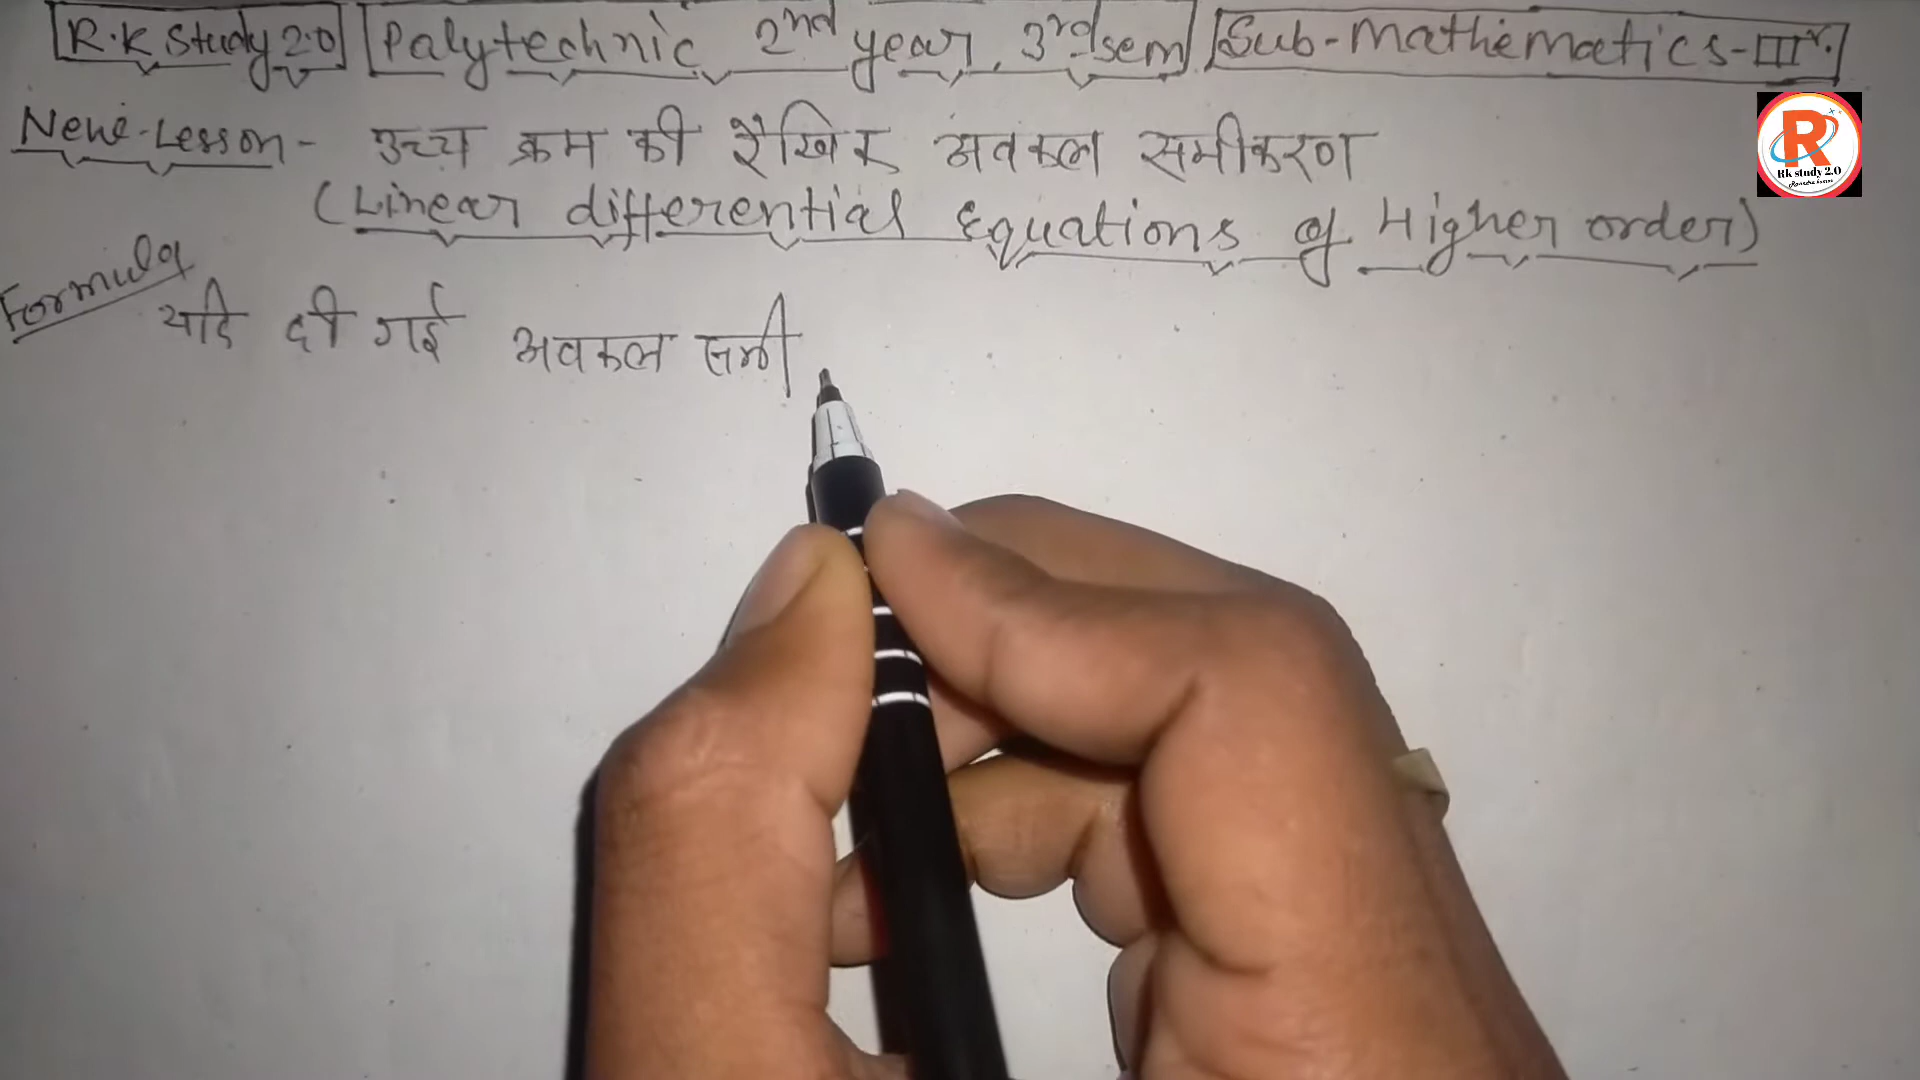 R.K Study 2.0 Palytechnic 2nd year, 3rd sem Sub-Mathematics-III
R
Rk study 2.0
New-Lesson - उच्च क्रम की रैखिक अवकल समीकरण
(Linear differential Equations of Higher order)
Formula
यदि दी गई अवकल समी